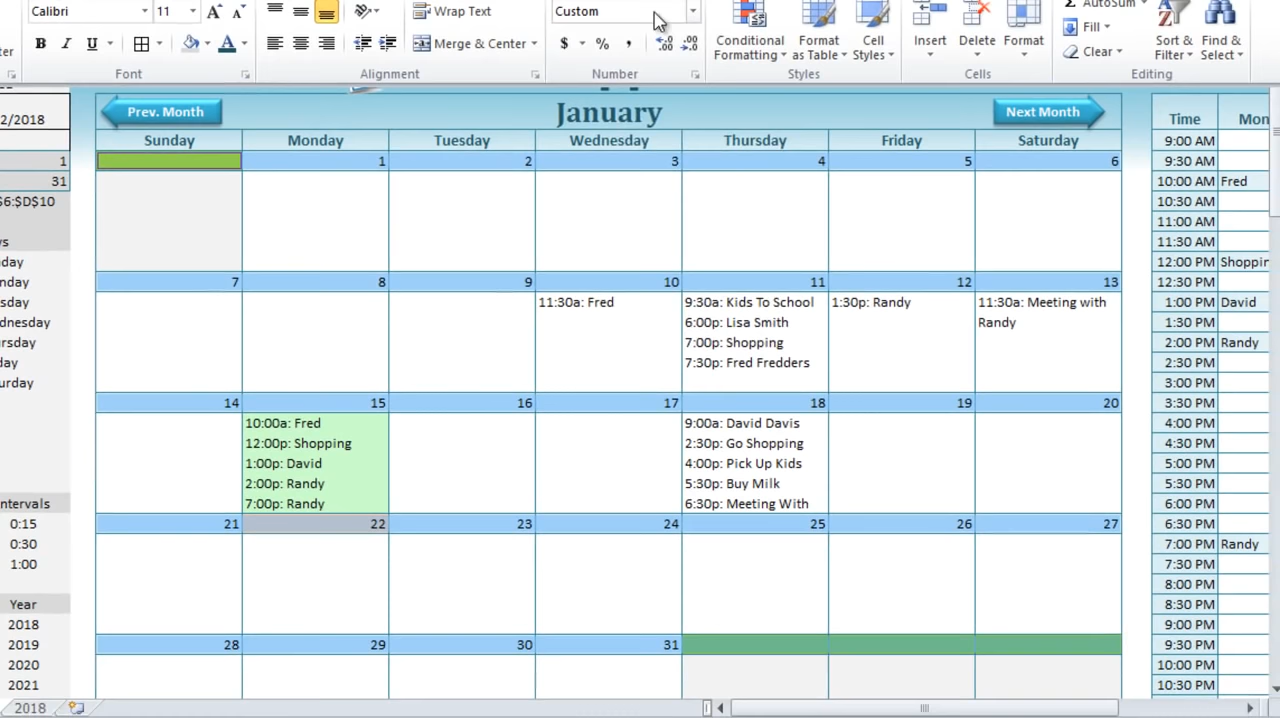 Calibri 11 Wrap Text Custom AutoSum
Fill
B I U Merge & Center $ % , Conditional Formatting Format as Table Cell Styles Insert Delete Format Clear Sort & Filter Find & Select
Font Alignment Number Styles Cells Editing
Prev. Month January Next Month
2/2018 Time Mon
Sunday Monday Tuesday Wednesday Thursday Friday Saturday 9:00 AM
1 1 2 3 4 5 6 9:30 AM
31 10:00 AM Fred
$6:$D$10 10:30 AM
11:00 AM
11:30 AM
12:00 PM Shoppin
7 8 9 10 11 12 13 12:30 PM
11:30a: Fred 9:30a: Kids To School 1:30p: Randy 11:30a: Meeting with 1:00 PM David
6:00p: Lisa Smith Randy 1:30 PM
7:00p: Shopping 2:00 PM Randy
7:30p: Fred Fredders 2:30 PM
3:00 PM
14 15 16 17 18 19 20 3:30 PM
10:00a: Fred 9:00a: David Davis 4:00 PM
12:00p: Shopping 2:30p: Go Shopping 4:30 PM
1:00p: David 4:00p: Pick Up Kids 5:00 PM
2:00p: Randy 5:30p: Buy Milk 5:30 PM
ntervals 7:00p: Randy 6:30p: Meeting With 6:00 PM
0:15 21 22 23 24 25 26 27 6:30 PM
0:30 7:00 PM Randy
1:00 7:30 PM
8:00 PM
Year 8:30 PM
2018 9:00 PM
2019 28 29 30 31 9:30 PM
2020 10:00 PM
2021 10:30 PM
2018